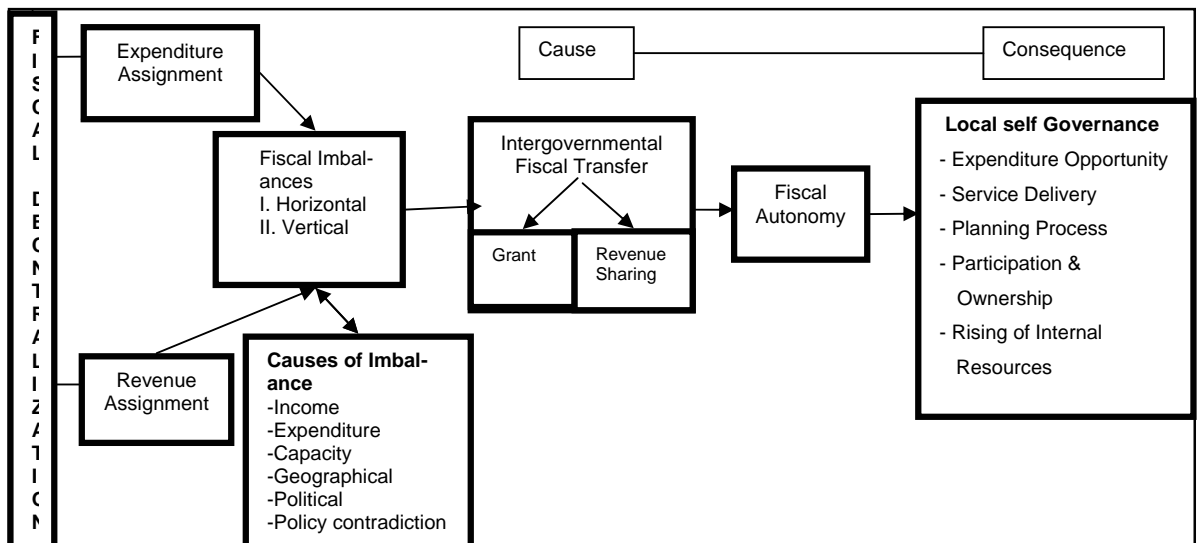 FISCAL DECENTRALIZATION
Expenditure
Assignment
Cause
Consequence
Fiscal Imbal-
ances
I. Horizontal
II. Vertical
Intergovernmental
Fiscal Transfer
Grant
Revenue
Sharing
Fiscal
Autonomy
Local self Governance
- Expenditure Opportunity
- Service Delivery
- Planning Process
- Participation &
Ownership
- Rising of Internal
Resources
Revenue
Assignment
Causes of Imbal-
ance
-Income
-Expenditure
-Capacity
-Geographical
-Political
-Policy contradiction